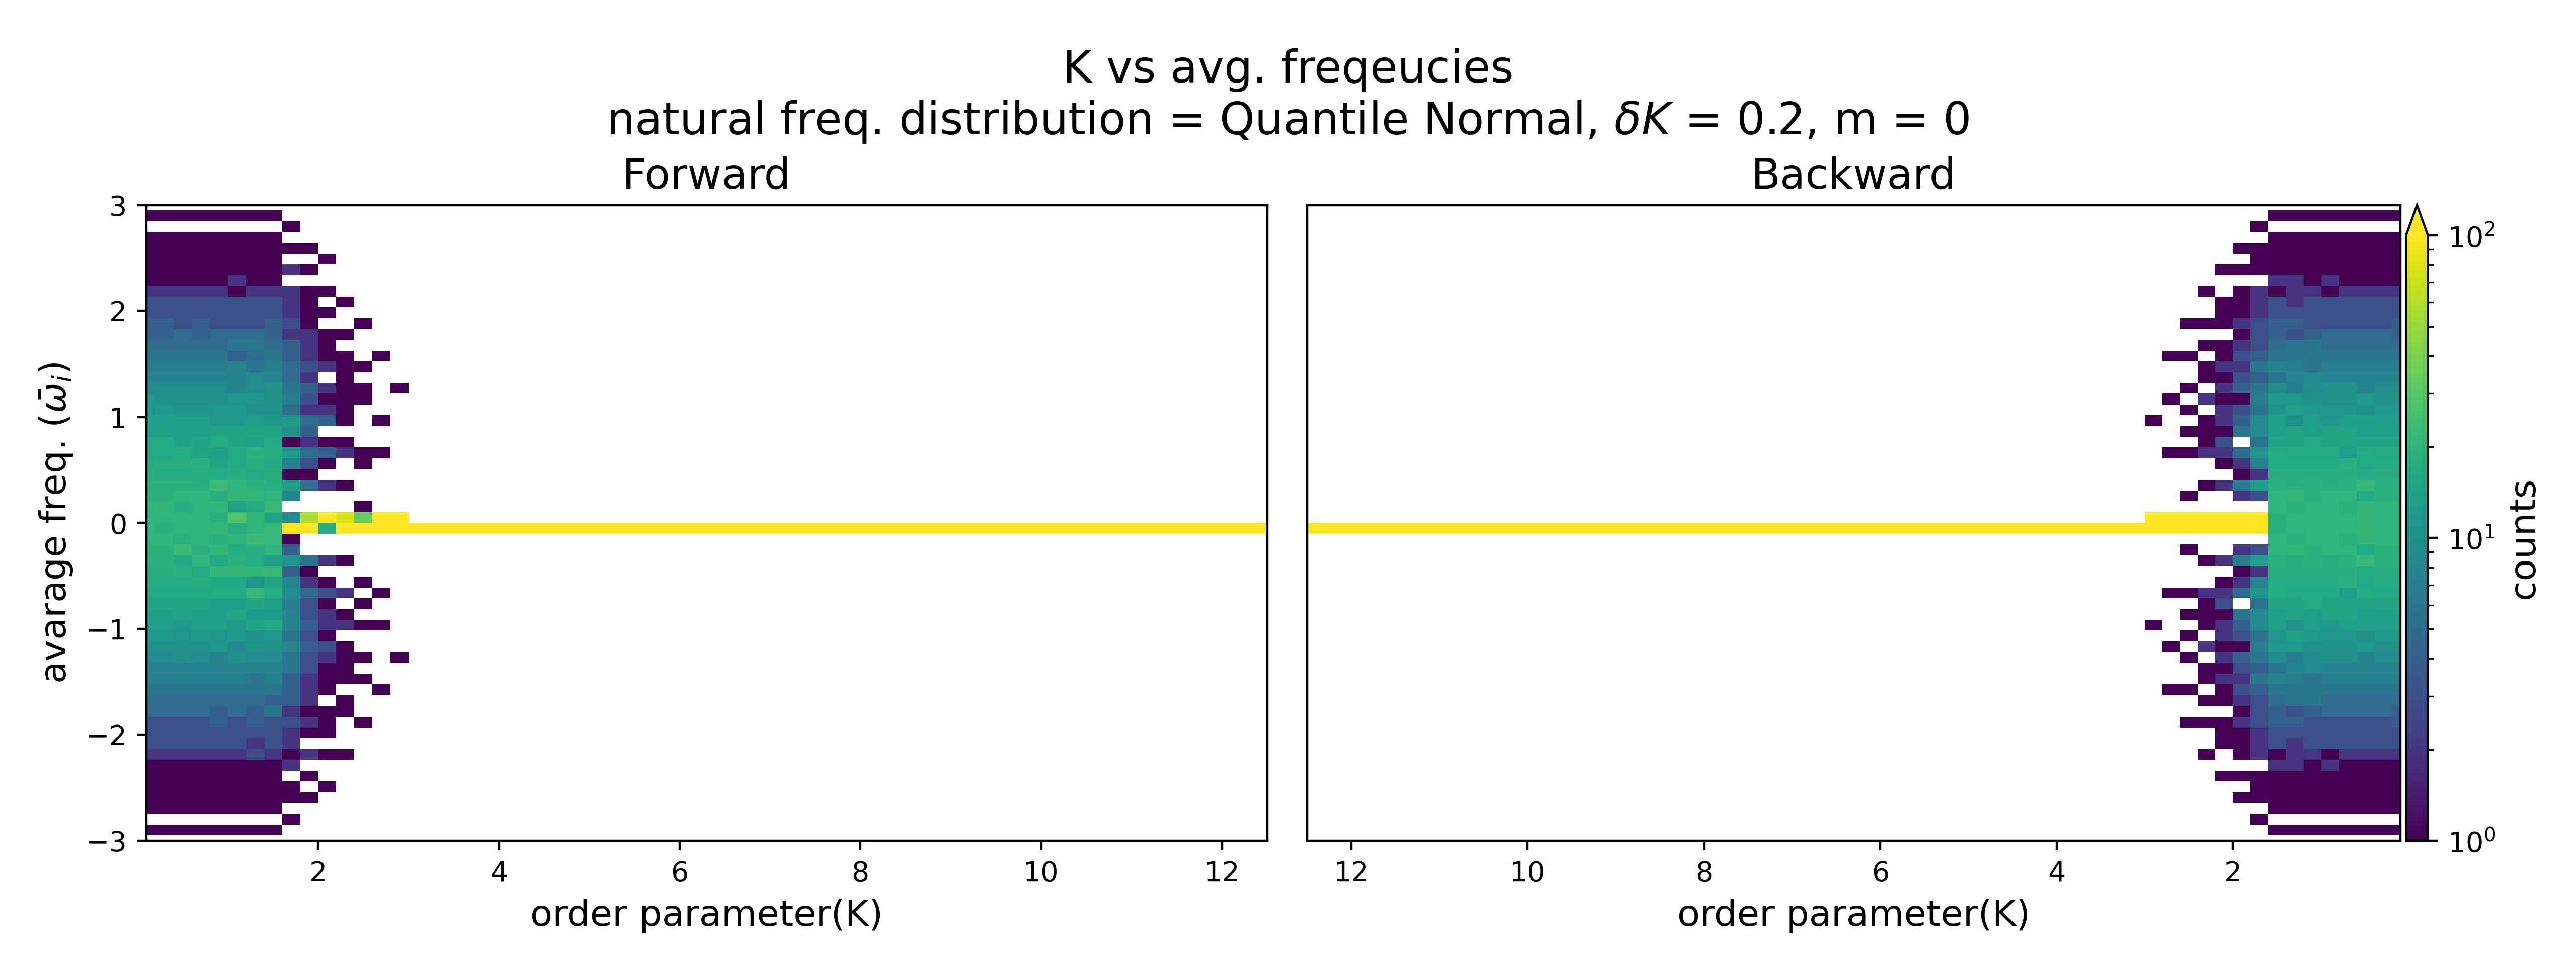 K vs avg. freqeucies
natural freq. distribution = Quantile Normal, δK = 0.2, m = 0
Forward
Backward
3
2
1
0
−1
−2
−3
avarage freq. (ω̄ᵢ)
2
4
6
8
10
12
order parameter(K)
12
10
8
6
4
2
order parameter(K)
10²
10¹
10⁰
counts